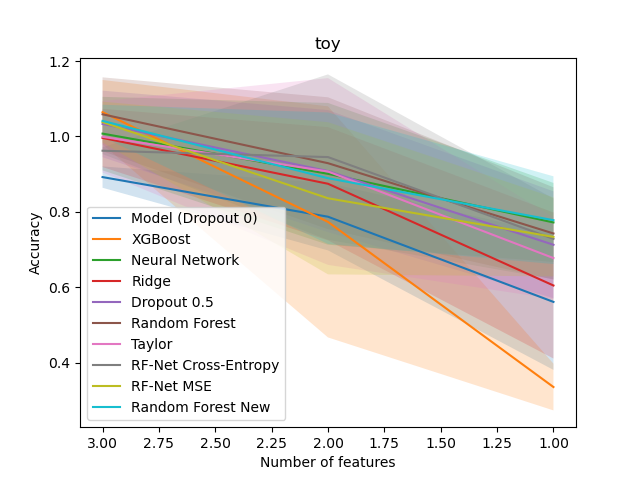 toy
1.2
1.0
0.8
0.6
0.4
Accuracy
Model (Dropout 0)
XGBoost
Neural Network
Ridge
Dropout 0.5
Random Forest
Taylor
RF-Net Cross-Entropy
RF-Net MSE
Random Forest New
3.00 2.75 2.50 2.25 2.00 1.75 1.50 1.25 1.00
Number of features